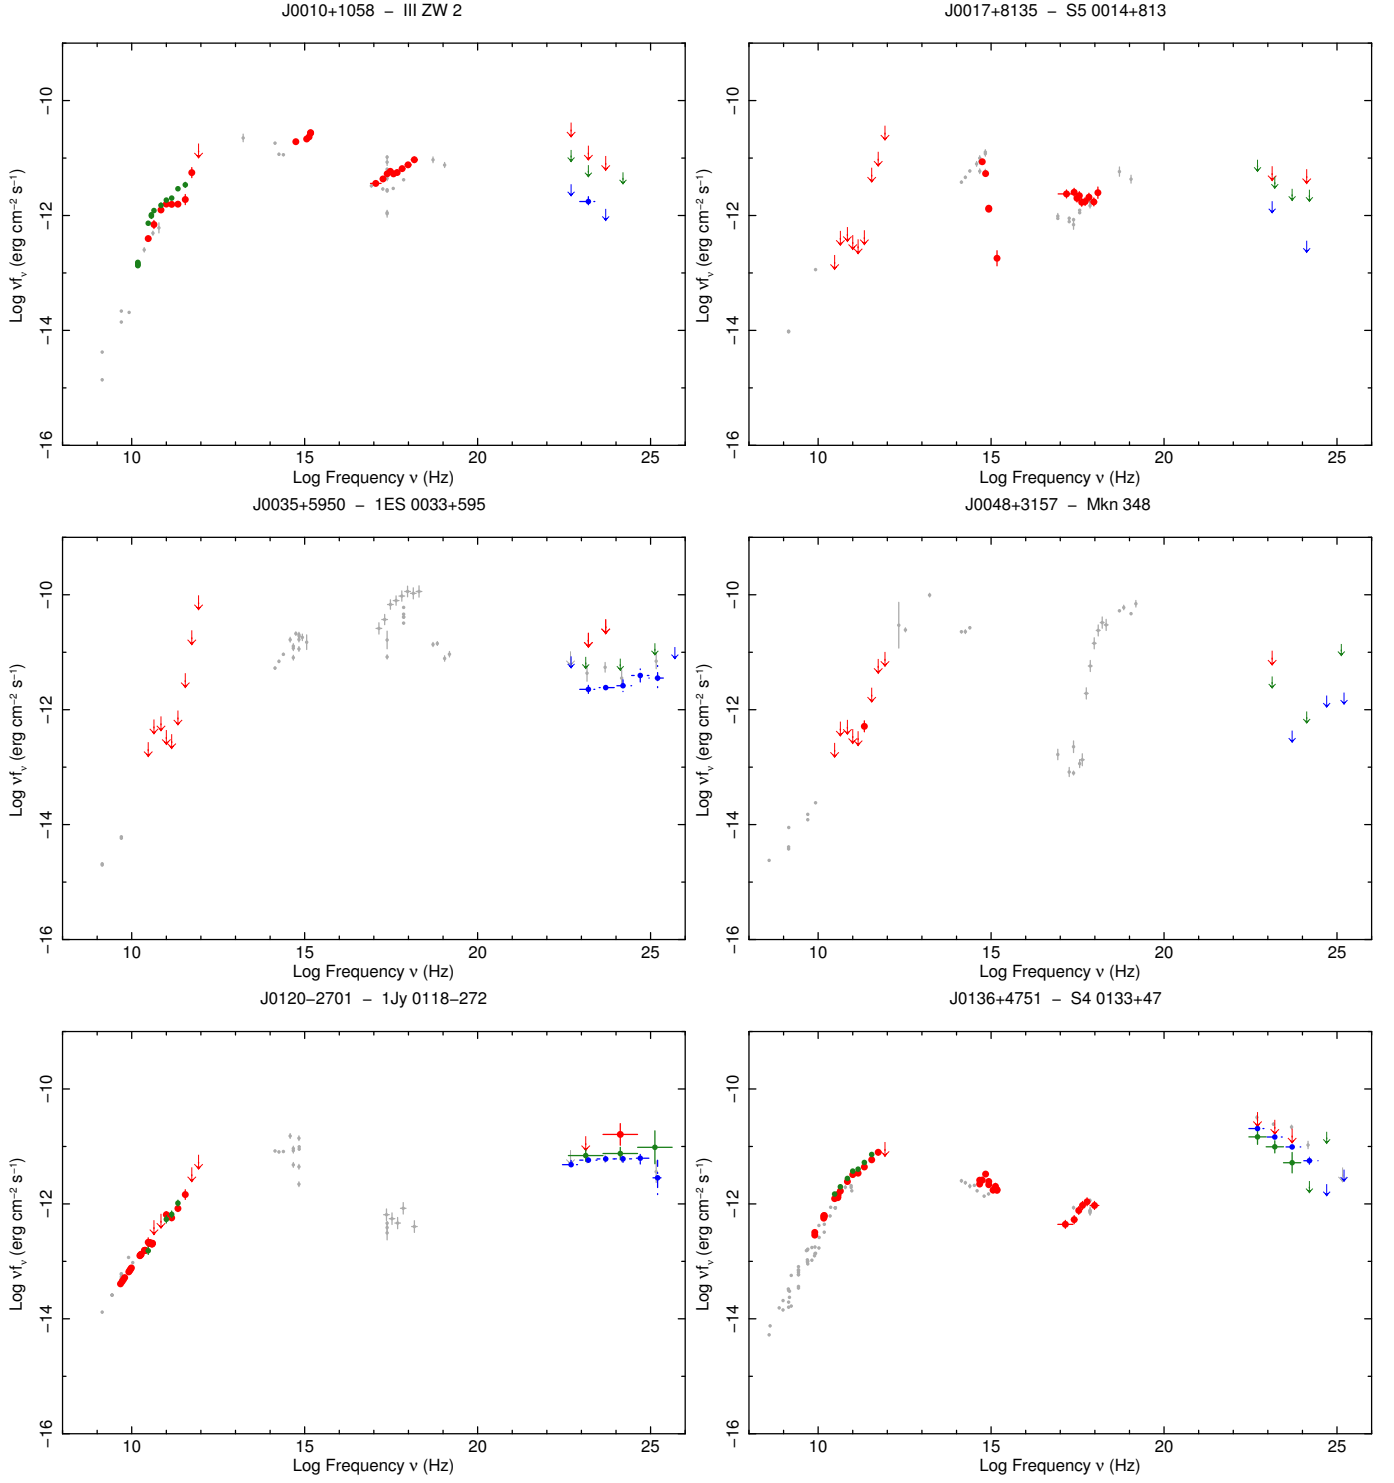 J0010+1058 − III ZW 2
J0017+8135 − S5 0014+813
−10
−12
−14
−16
Log νfν (erg cm−2 s−1)
10 15 20 25
Log Frequency ν (Hz)
−10
−12
−14
−16
Log νfν (erg cm−2 s−1)
10 15 20 25
Log Frequency ν (Hz)
J0035+5950 − 1ES 0033+595
J0048+3157 − Mkn 348
−10
−12
−14
−16
Log νfν (erg cm−2 s−1)
10 15 20 25
Log Frequency ν (Hz)
−10
−12
−14
−16
Log νfν (erg cm−2 s−1)
10 15 20 25
Log Frequency ν (Hz)
J0120−2701 − 1Jy 0118−272
J0136+4751 − S4 0133+47
−10
−12
−14
−16
Log νfν (erg cm−2 s−1)
10 15 20 25
Log Frequency ν (Hz)
−10
−12
−14
−16
Log νfν (erg cm−2 s−1)
10 15 20 25
Log Frequency ν (Hz)